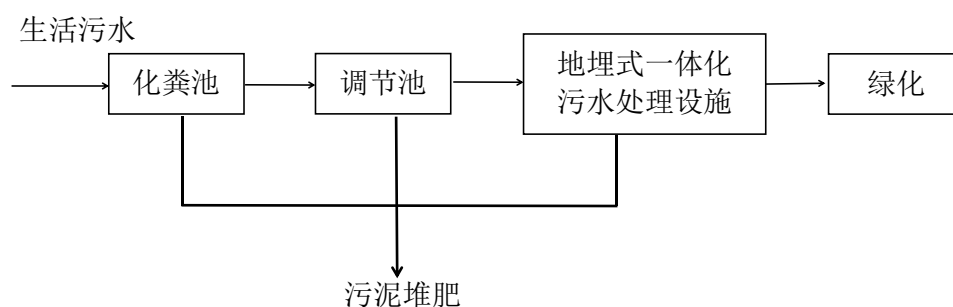 生活污水
化粪池
调节池
地埋式一体化
污水处理设施
绿化
污泥堆肥